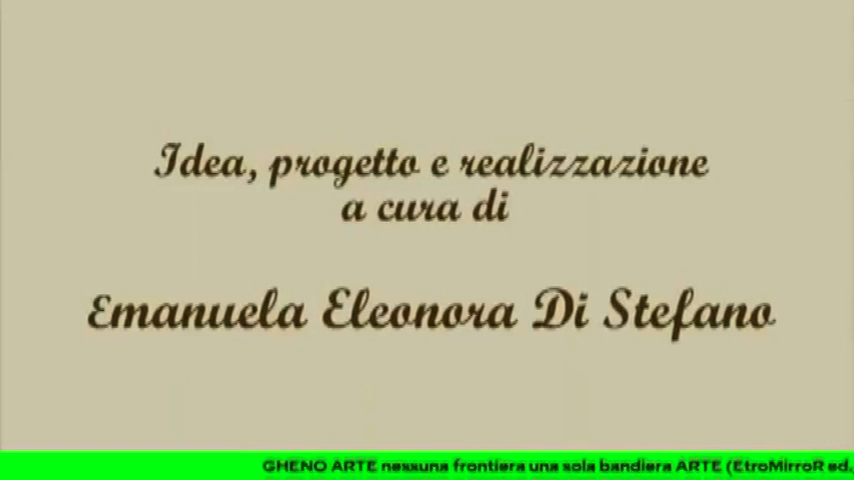 Idea, progetto e realizzazione
a cura di
Emanuela Eleonora Di Stefano
GHENO ARTE nessuna frontiera una sola bandiera ARTE (EtroMirroR ed.